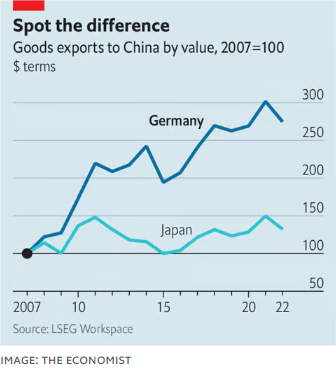 Spot the difference
Goods exports to China by value, 2007=100
$ terms
300
Germany
250
200
150
Japan
100
50
2007 10 15 20 22
Source: LSEG Workspace
IMAGE: THE ECONOMIST